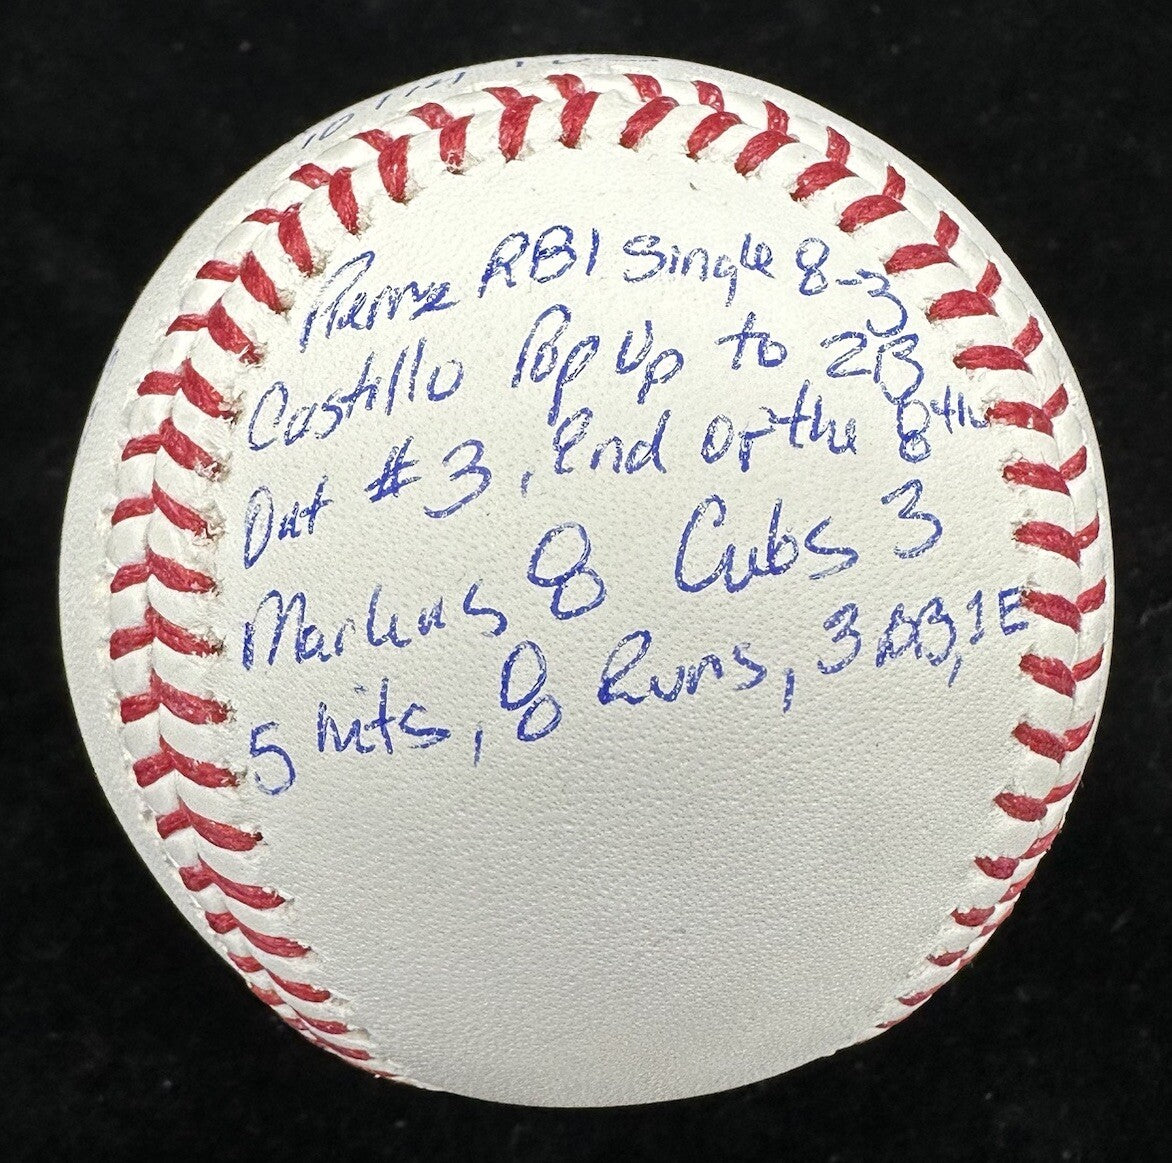 Pierre RBI Single 8-3
Castillo Pop Up to 2B
Out #3, End of the 8th
Marlins 8 Cubs 3
5 hits, 8 Runs, 3 BB, 1E